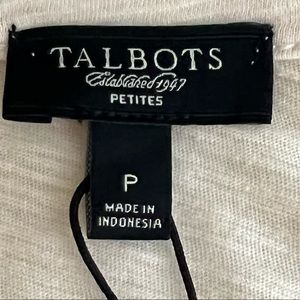 TALBOTS
Established 1947
PETITES
P
MADE IN
INDONESIA